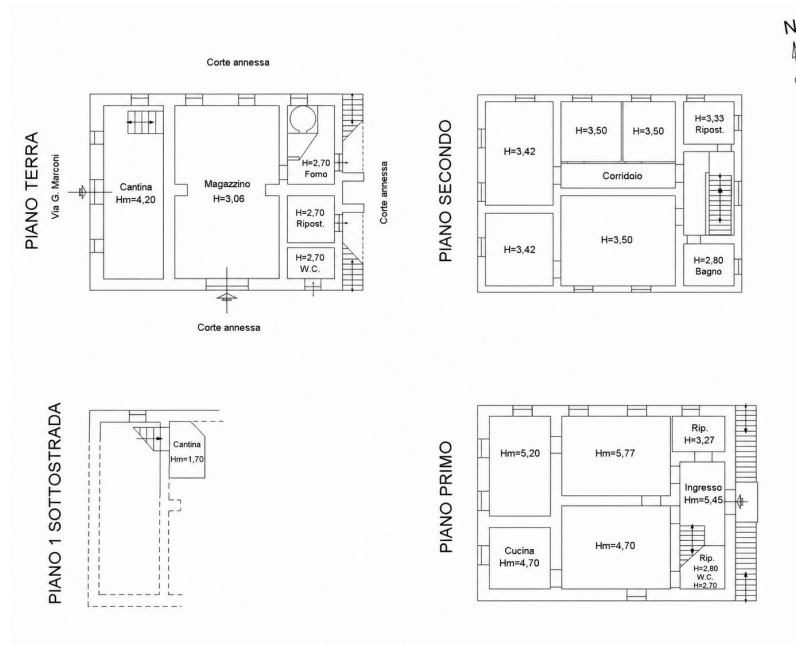 N
Corte annessa
PIANO TERRA
Via G. Marconi
Cantina
Hm=4,20
Magazzino
H=3,06
H=2,70
Forno
H=2,70
Ripost.
H=2,70
W.C.
Corte annessa
Corte annessa
PIANO SECONDO
H=3,42
H=3,50
H=3,50
H=3,33
Ripost.
Corridoio
H=3,42
H=3,50
H=2,80
Bagno
PIANO 1 SOTTOSTRADA
Cantina
Hm=1,70
PIANO PRIMO
Hm=5,20
Hm=5,77
Rip.
H=3,27
Ingresso
Hm=5,45
Cucina
Hm=4,70
Hm=4,70
Rip.
H=2,80
W.C.
H=2,70